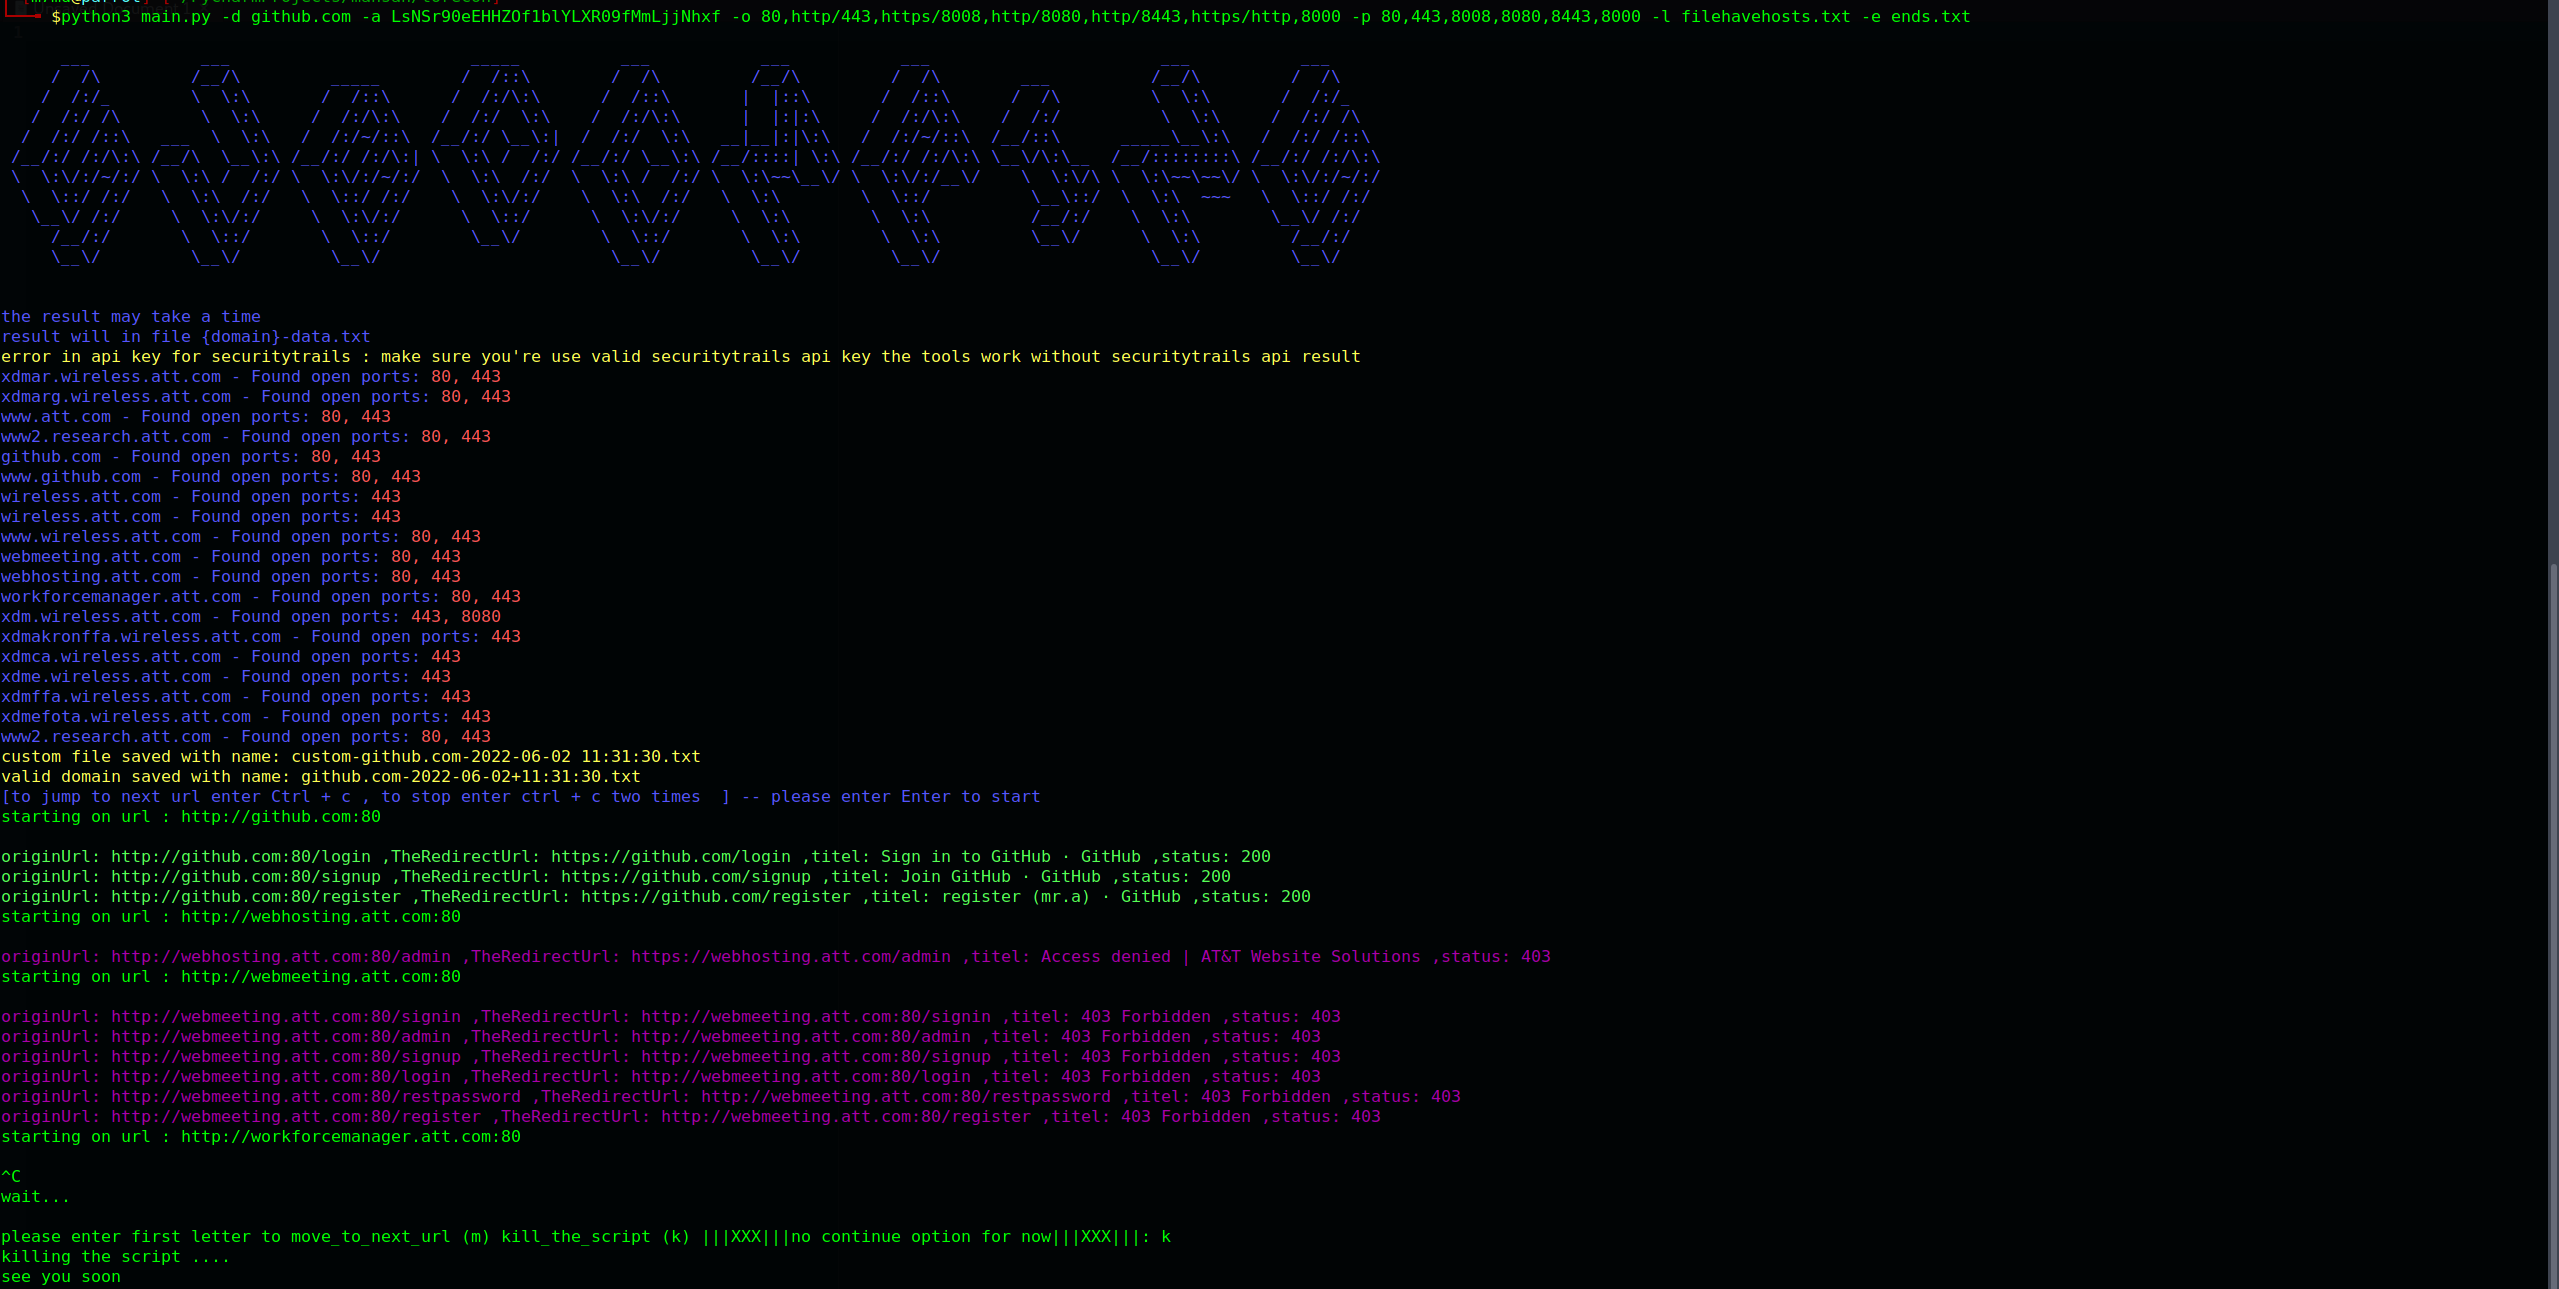 $python3 main.py -d github.com -a LsNSr90eEHHZOf1blYLXR09fMmLjjNhxf -o 80,http/443,https/8008,http/8080,http/8443,https/http,8000 -p 80,443,8008,8080,8443,8000 -l filehavehosts.txt -e ends.txt
the result may take a time
result will in file {domain}-data.txt
error in api key for securitytrails : make sure you're use valid securitytrails api key the tools work without securitytrails api result
xdmar.wireless.att.com - Found open ports: 80, 443
xdmarg.wireless.att.com - Found open ports: 80, 443
www.att.com - Found open ports: 80, 443
www2.research.att.com - Found open ports: 80, 443
github.com - Found open ports: 80, 443
www.github.com - Found open ports: 80, 443
wireless.att.com - Found open ports: 443
wireless.att.com - Found open ports: 443
www.wireless.att.com - Found open ports: 80, 443
webmeeting.att.com - Found open ports: 80, 443
webhosting.att.com - Found open ports: 80, 443
workforcemanager.att.com - Found open ports: 80, 443
xdm.wireless.att.com - Found open ports: 443, 8080
xdmakronffa.wireless.att.com - Found open ports: 443
xdmca.wireless.att.com - Found open ports: 443
xdme.wireless.att.com - Found open ports: 443
xdmffa.wireless.att.com - Found open ports: 443
xdmefota.wireless.att.com - Found open ports: 443
www2.research.att.com - Found open ports: 80, 443
custom file saved with name: custom-github.com-2022-06-02 11:31:30.txt
valid domain saved with name: github.com-2022-06-02+11:31:30.txt
[to jump to next url enter Ctrl + c , to stop enter ctrl + c two times  ] -- please enter Enter to start
starting on url : http://github.com:80
originUrl: http://github.com:80/login ,TheRedirectUrl: https://github.com/login ,titel: Sign in to GitHub · GitHub ,status: 200
originUrl: http://github.com:80/signup ,TheRedirectUrl: https://github.com/signup ,titel: Join GitHub · GitHub ,status: 200
originUrl: http://github.com:80/register ,TheRedirectUrl: https://github.com/register ,titel: register (mr.a) · GitHub ,status: 200
starting on url : http://webhosting.att.com:80
originUrl: http://webhosting.att.com:80/admin ,TheRedirectUrl: https://webhosting.att.com/admin ,titel: Access denied | AT&T Website Solutions ,status: 403
starting on url : http://webmeeting.att.com:80
originUrl: http://webmeeting.att.com:80/signin ,TheRedirectUrl: http://webmeeting.att.com:80/signin ,titel: 403 Forbidden ,status: 403
originUrl: http://webmeeting.att.com:80/admin ,TheRedirectUrl: http://webmeeting.att.com:80/admin ,titel: 403 Forbidden ,status: 403
originUrl: http://webmeeting.att.com:80/signup ,TheRedirectUrl: http://webmeeting.att.com:80/signup ,titel: 403 Forbidden ,status: 403
originUrl: http://webmeeting.att.com:80/login ,TheRedirectUrl: http://webmeeting.att.com:80/login ,titel: 403 Forbidden ,status: 403
originUrl: http://webmeeting.att.com:80/restpassword ,TheRedirectUrl: http://webmeeting.att.com:80/restpassword ,titel: 403 Forbidden ,status: 403
originUrl: http://webmeeting.att.com:80/register ,TheRedirectUrl: http://webmeeting.att.com:80/register ,titel: 403 Forbidden ,status: 403
starting on url : http://workforcemanager.att.com:80
^C
wait...
please enter first letter to move_to_next_url (m) kill_the_script (k) |||XXX|||no continue option for now|||XXX|||: k
killing the script ....
see you soon